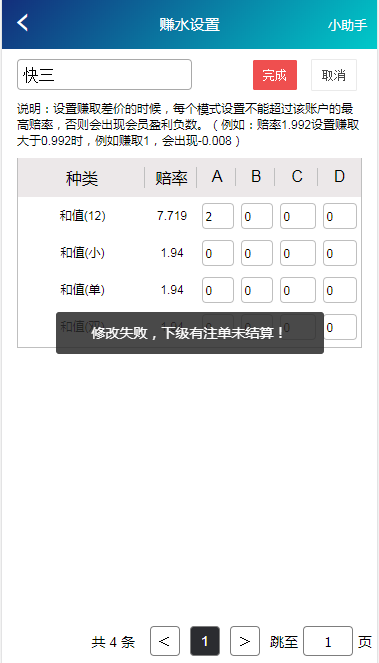 赚水设置
小助手
快三
完成
取消
说明：设置赚取差价的时候，每个模式设置不能超过该账户的最
高赔率，否则会出现会员盈利负数。（例如：赔率1.992设置赚取
大于0.992时，例如赚取1，会出现-0.008）
种类 赔率 A B C D
和值(12) 7.719 2 0 0 0
和值(小) 1.94 0 0 0 0
和值(单) 1.94 0 0 0 0
和值(双) 1.94 0 0 0 0
修改失败，下级有注单未结算！
共 4 条 < 1 > 跳至 1 页